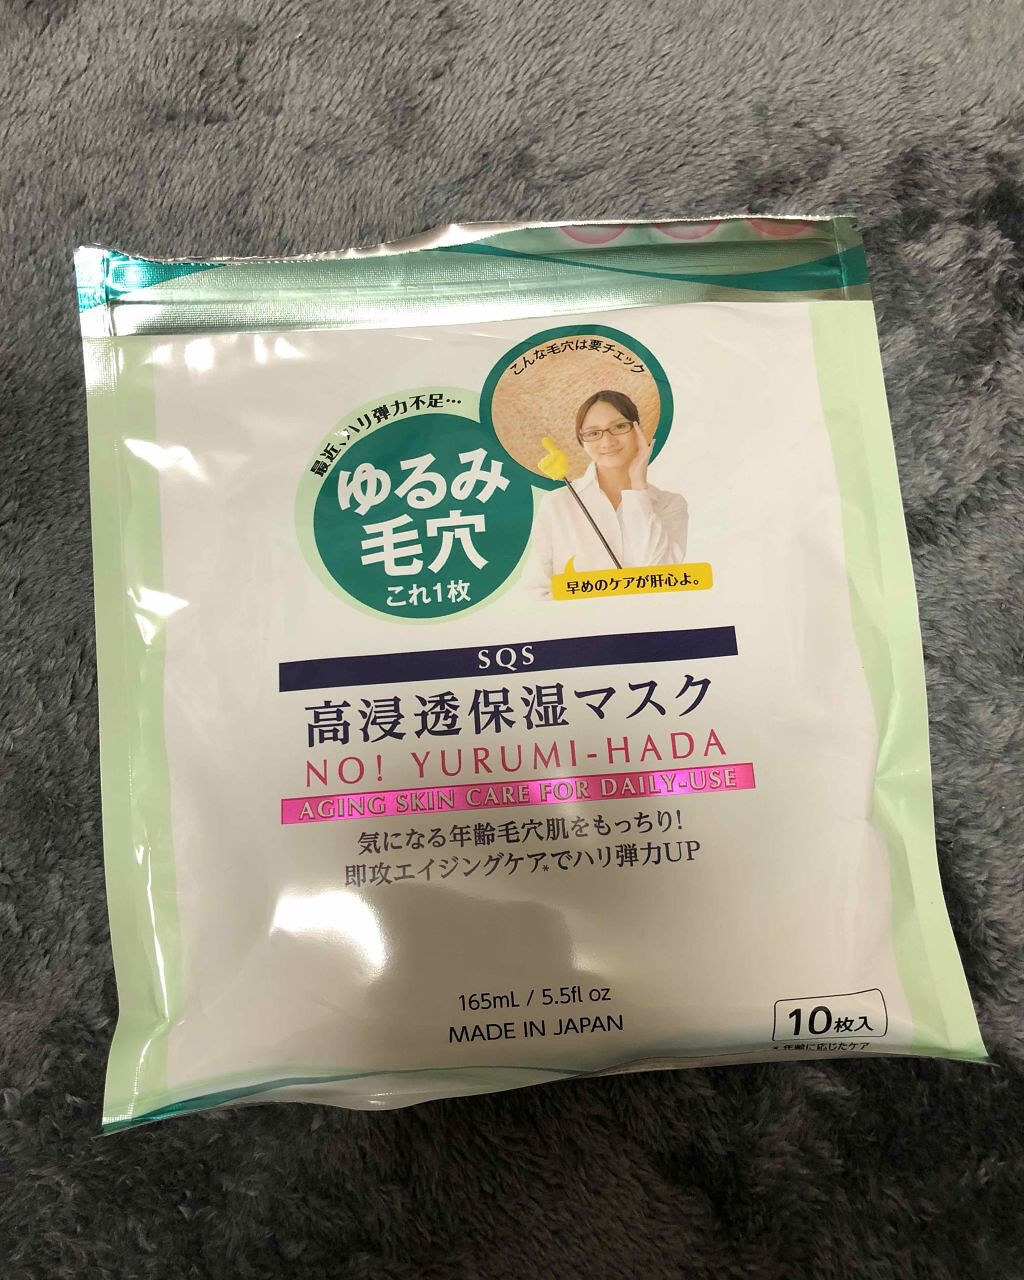 こんな毛穴は要チェック
最近、ハリ弾力不足…
ゆるみ
毛穴
これ1枚
早めのケアが肝心よ。
SQS
高浸透保湿マスク
NO! YURUMI-HADA
AGING SKIN CARE FOR DAILY-USE
気になる年齢毛穴肌をもっちり!
即攻エイジングケア*でハリ弾力UP
165mL / 5.5fl oz
MADE IN JAPAN
10枚入
*年齢に応じたケア